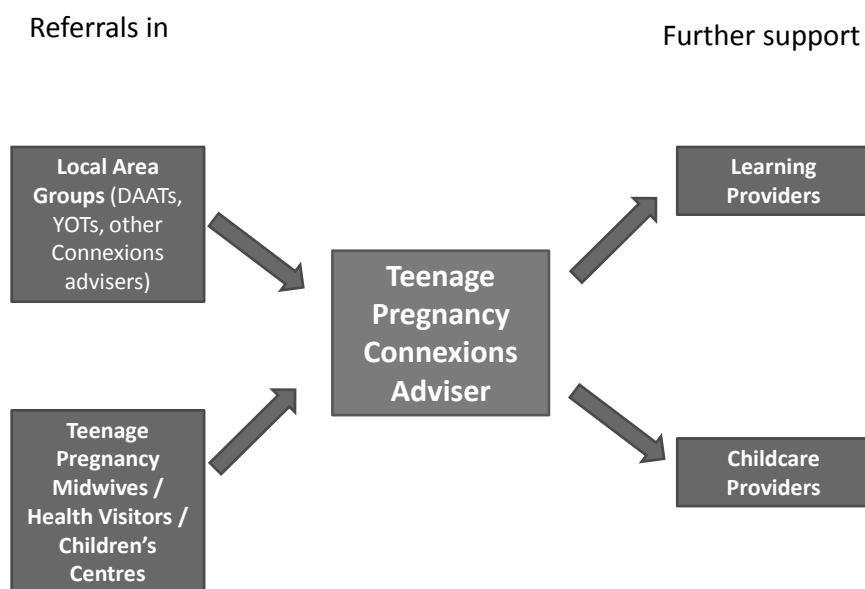 Referrals in
Further support
Local Area
Groups (DAATs,
YOTs, other
Connexions
advisers)
Teenage
Pregnancy
Midwives /
Health Visitors /
Children’s
Centres
Teenage
Pregnancy
Connexions
Adviser
Learning
Providers
Childcare
Providers